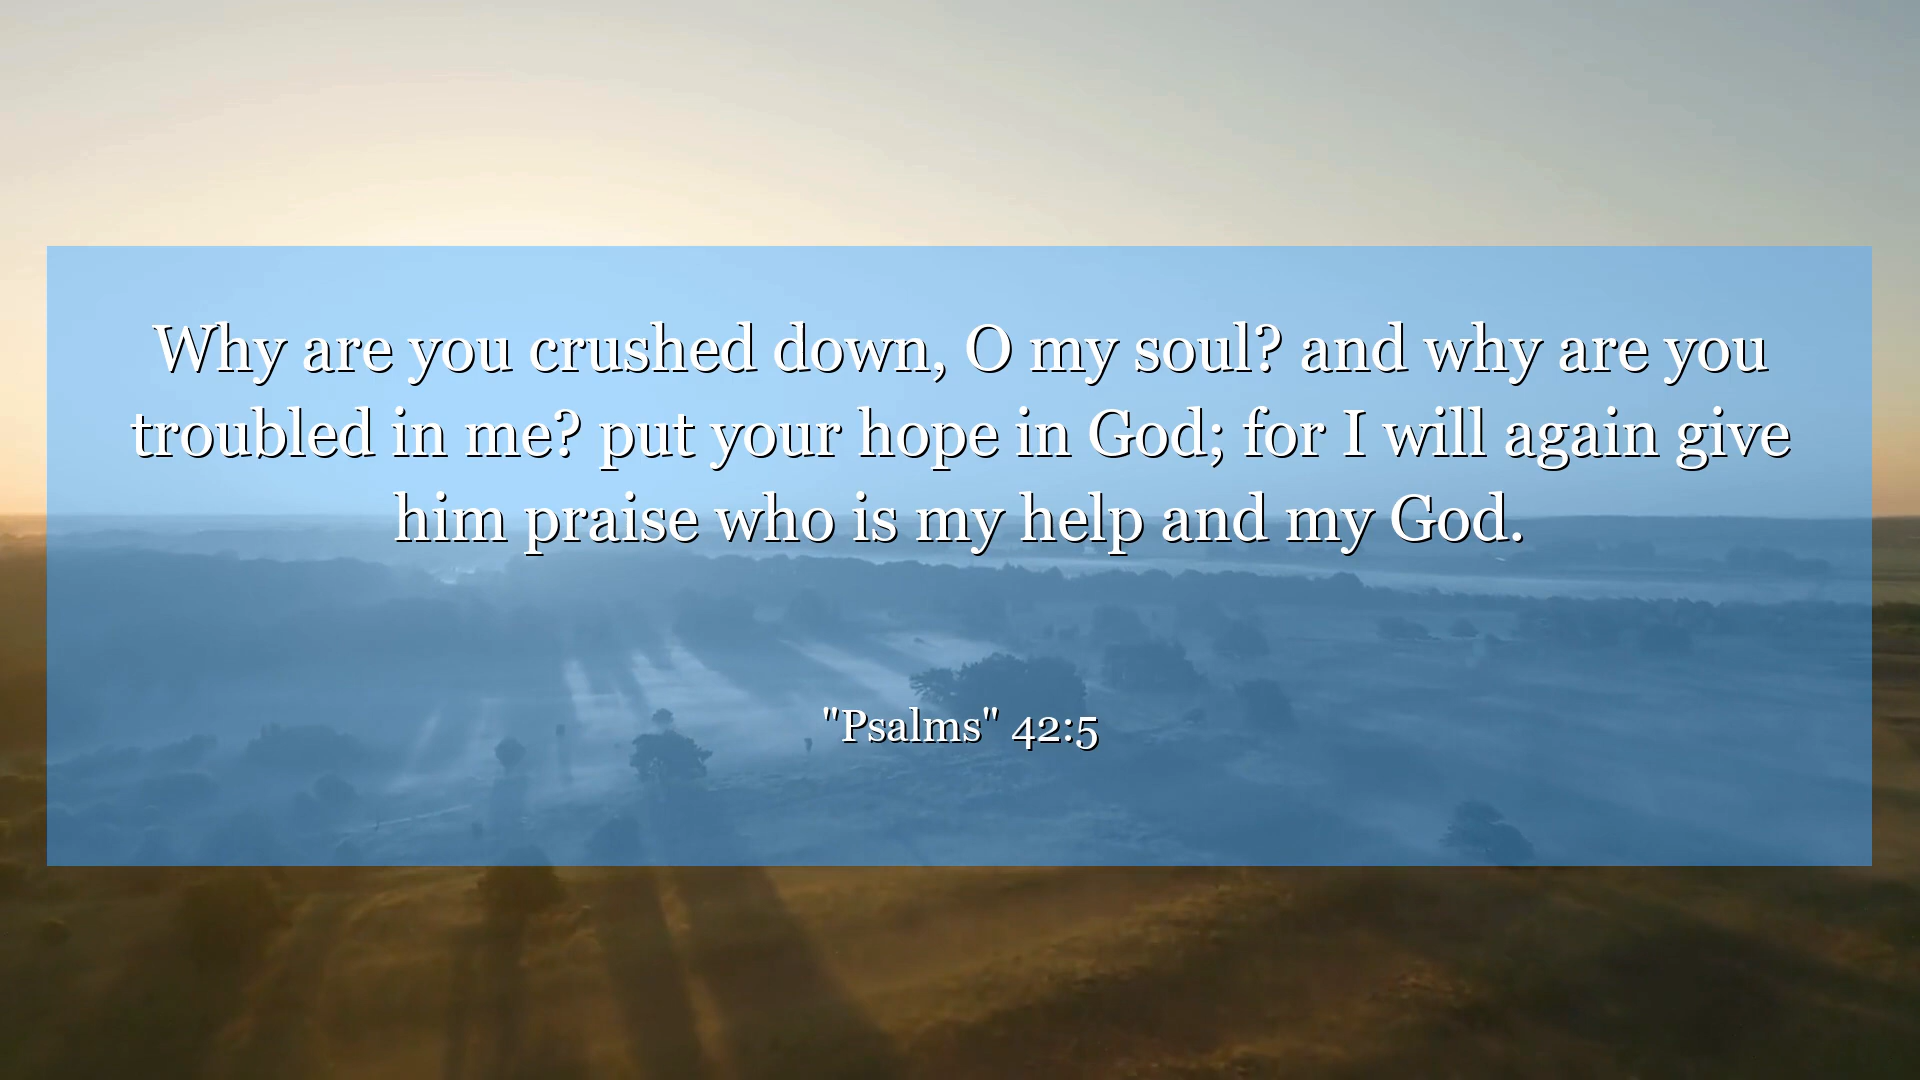 Why are you crushed down, O my soul? and why are you
troubled in me? put your hope in God; for I will again give
him praise who is my help and my God.
"Psalms" 42:5